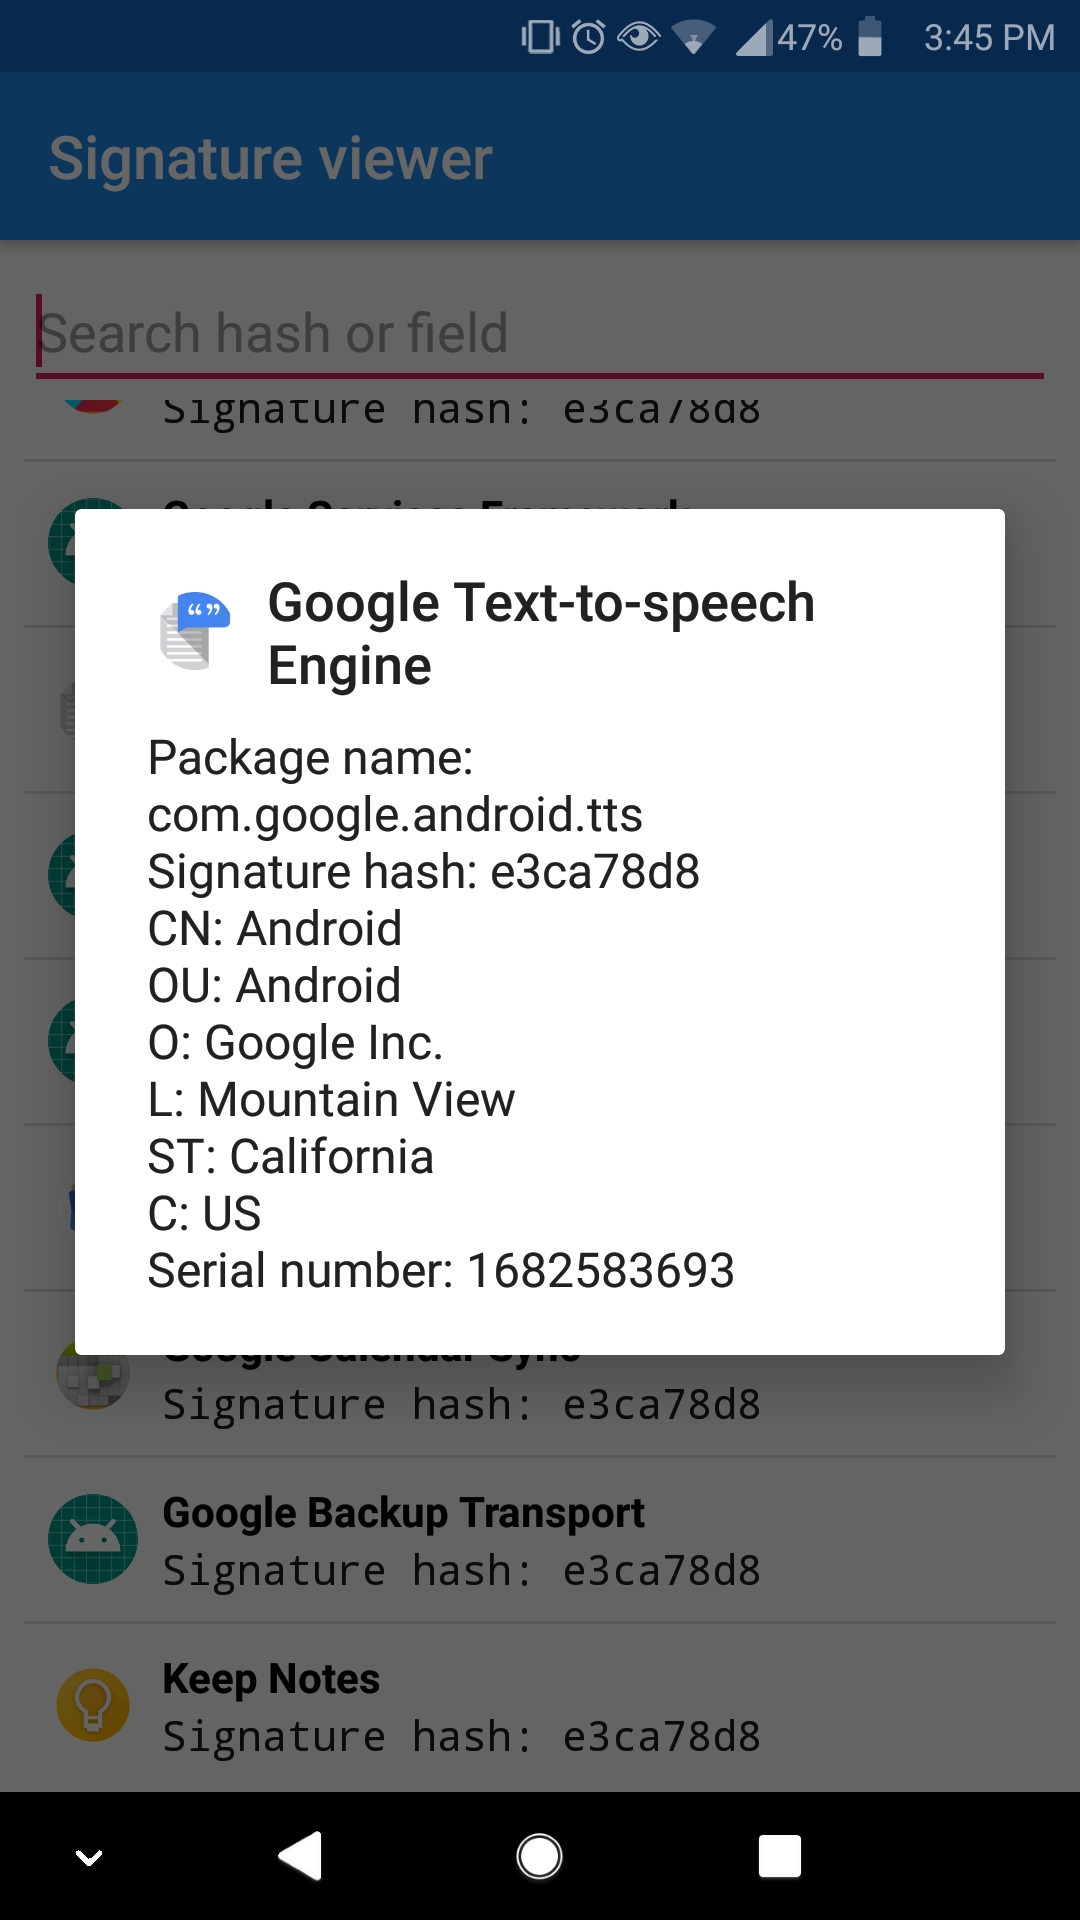 47% 3:45 PM
Signature viewer
Search hash or field
Signature hash: e3ca78d8
Google Services Framework
Google Text-to-speech
Engine
Package name:
com.google.android.tts
Signature hash: e3ca78d8
CN: Android
OU: Android
O: Google Inc.
L: Mountain View
ST: California
C: US
Serial number: 1682583693
Google Calendar Sync
Signature hash: e3ca78d8
Google Backup Transport
Signature hash: e3ca78d8
Keep Notes
Signature hash: e3ca78d8